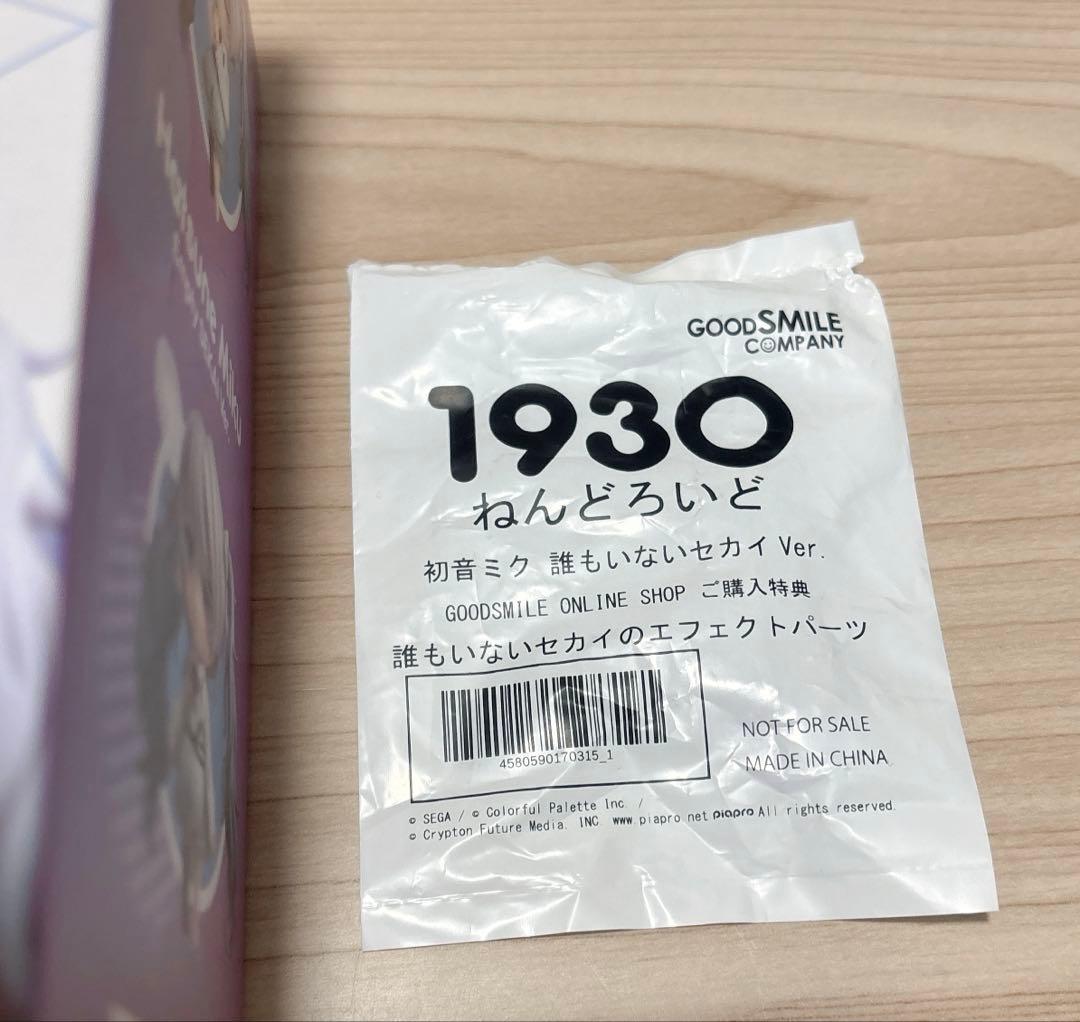 Hatsune Miku
GOODSMILE
COMPANY
1930
ねんどろいど
初音ミク 誰もいないセカイ Ver.
GOODSMILE ONLINE SHOP ご購入特典
誰もいないセカイのエフェクトパーツ
4580590170315_1
NOT FOR SALE
MADE IN CHINA
© SEGA / © Colorful Palette Inc. /
© Crypton Future Media, INC. www.piapro.net piapro All rights reserved.